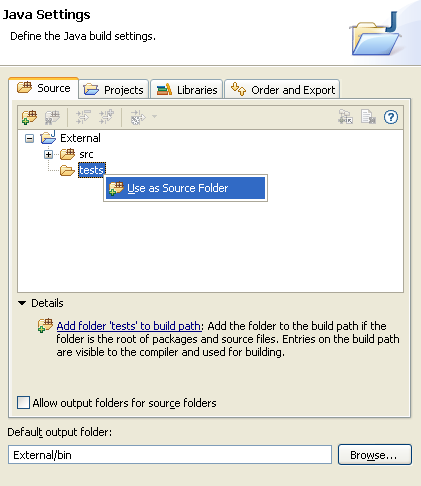 Java Settings
Define the Java build settings.
Source Projects Libraries Order and Export
External
src
tests
Use as Source Folder
Details
Add folder 'tests' to build path: Add the folder to the build path if the
folder is the root of packages and source files. Entries on the build path
are visible to the compiler and used for building.
Allow output folders for source folders
Default output folder:
External/bin
Browse...